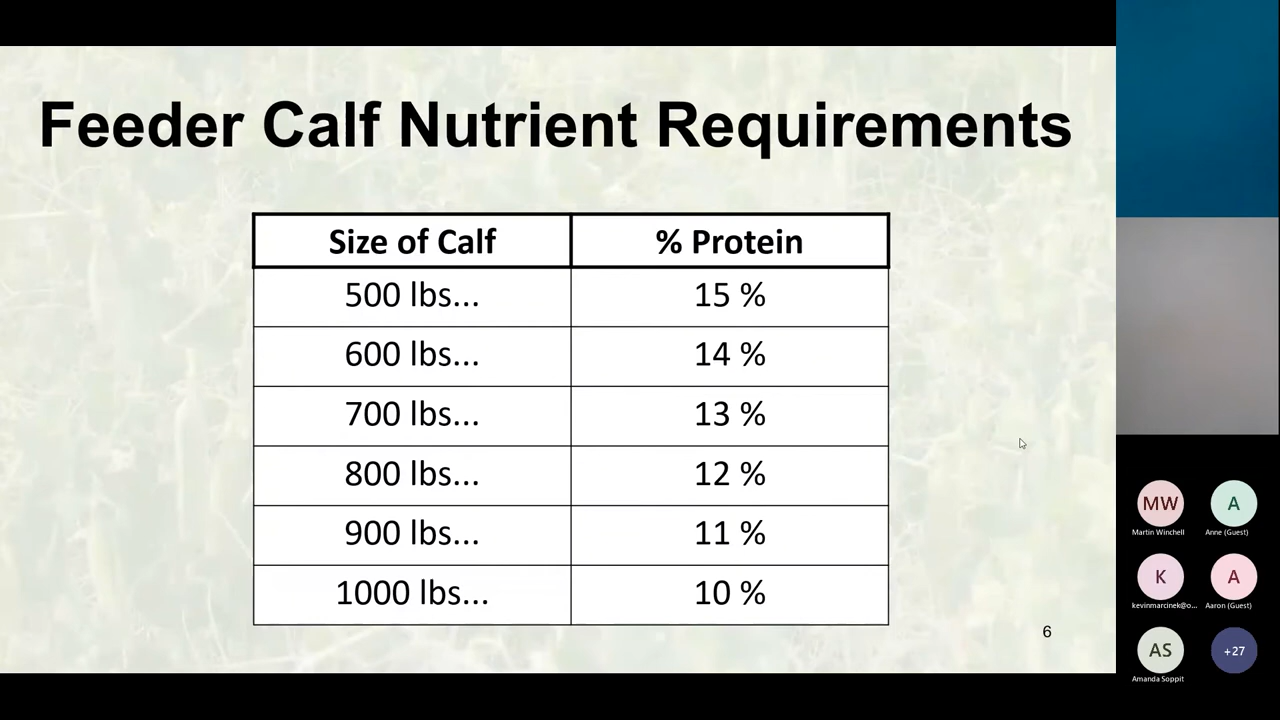 Feeder Calf Nutrient Requirements
Size of Calf % Protein
500 lbs... 15 %
600 lbs... 14 %
700 lbs... 13 %
800 lbs... 12 %
900 lbs... 11 %
1000 lbs... 10 %
6
MW A
Martin Winchell Anne (Guest)
K A
kevinmarcinek@o... Aaron (Guest)
AS +27
Amanda Soppit